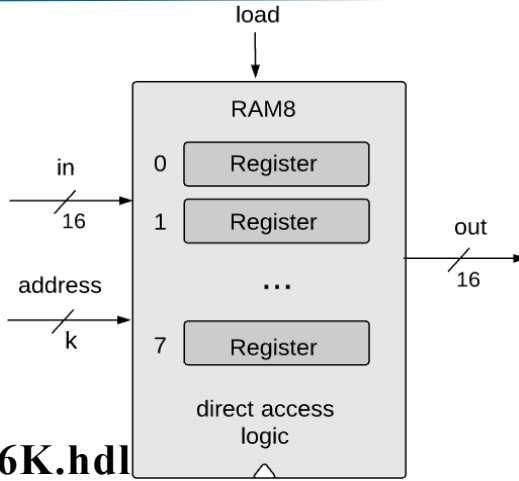 load
RAM8
0 Register
in
16
1 Register
out
16
address
...
k
7 Register
direct access
logic
6K.hdl